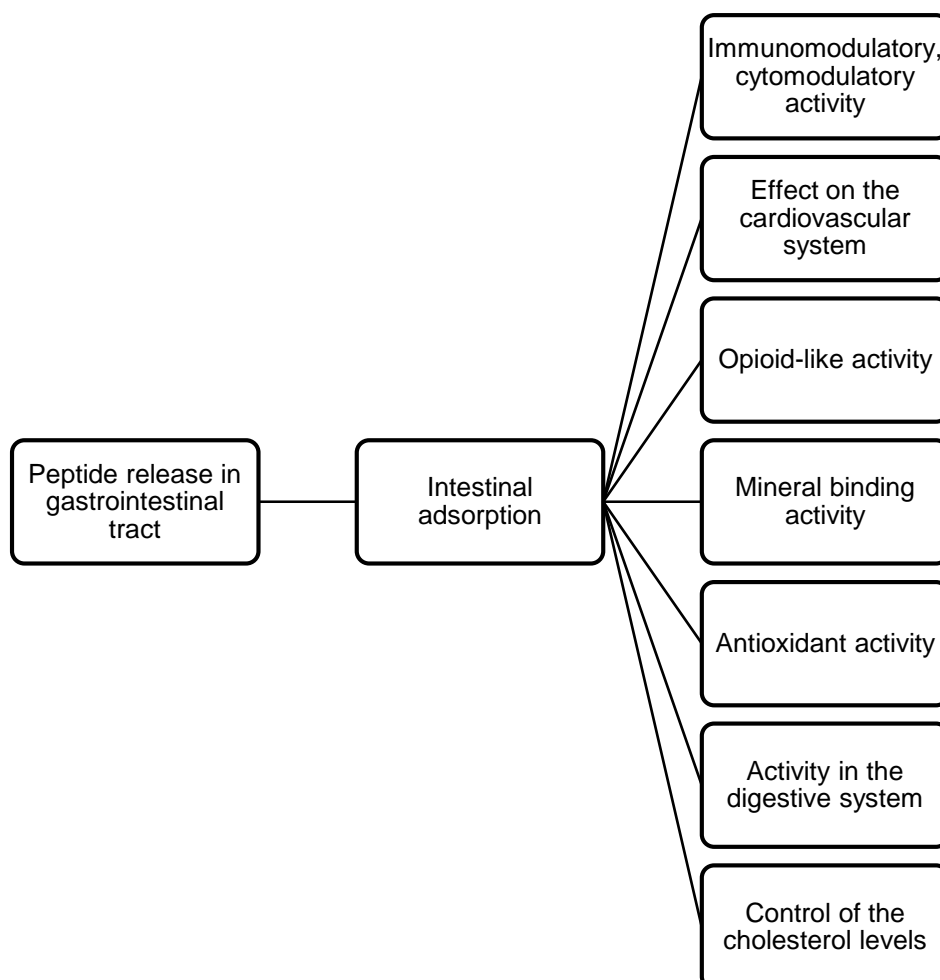 Peptide release in
gastrointestinal
tract
Intestinal
adsorption
Immunomodulatory,
cytomodulatory
activity
Effect on the
cardiovascular
system
Opioid-like activity
Mineral binding
activity
Antioxidant activity
Activity in the
digestive system
Control of the
cholesterol levels